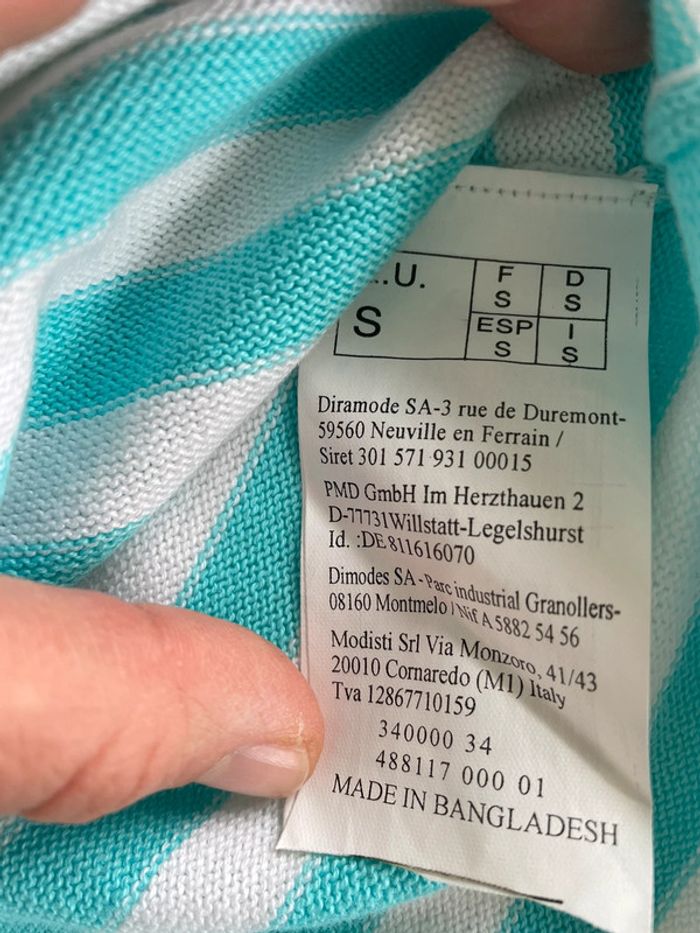 .U.
S
F
S
D
S
ESP
S
I
S
Diramode SA-3 rue de Duremont-
59560 Neuville en Ferrain /
Siret 301 571 931 00015
PMD GmbH Im Herzthauen 2
D-77731Willstatt-Legelshurst
Id. :DE811616070
Dimodes SA-Parc industrial Granollers-
08160 Montmelo / Nif A 5882 54 56
Modisti Srl Via Monzoro, 41/43
20010 Cornaredo (M1) Italy
Tva 12867710159
340000 34
488117 000 01
MADE IN BANGLADESH